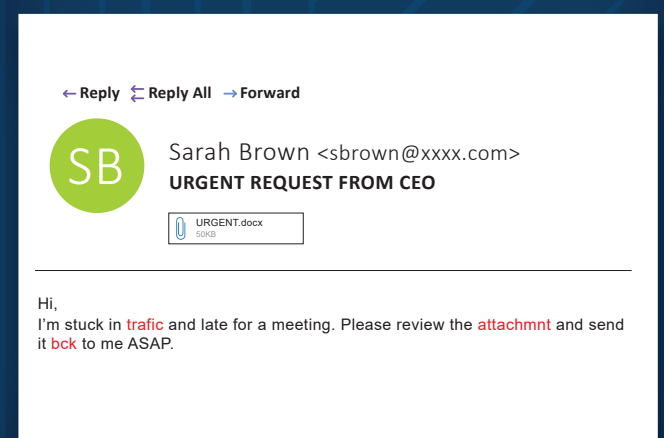 ← Reply ⇇ Reply All → Forward
SB
Sarah Brown <sbrown@xxxx.com>
URGENT REQUEST FROM CEO
URGENT.docx
50KB
Hi,
I’m stuck in trafic and late for a meeting. Please review the attachmnt and send
it bck to me ASAP.